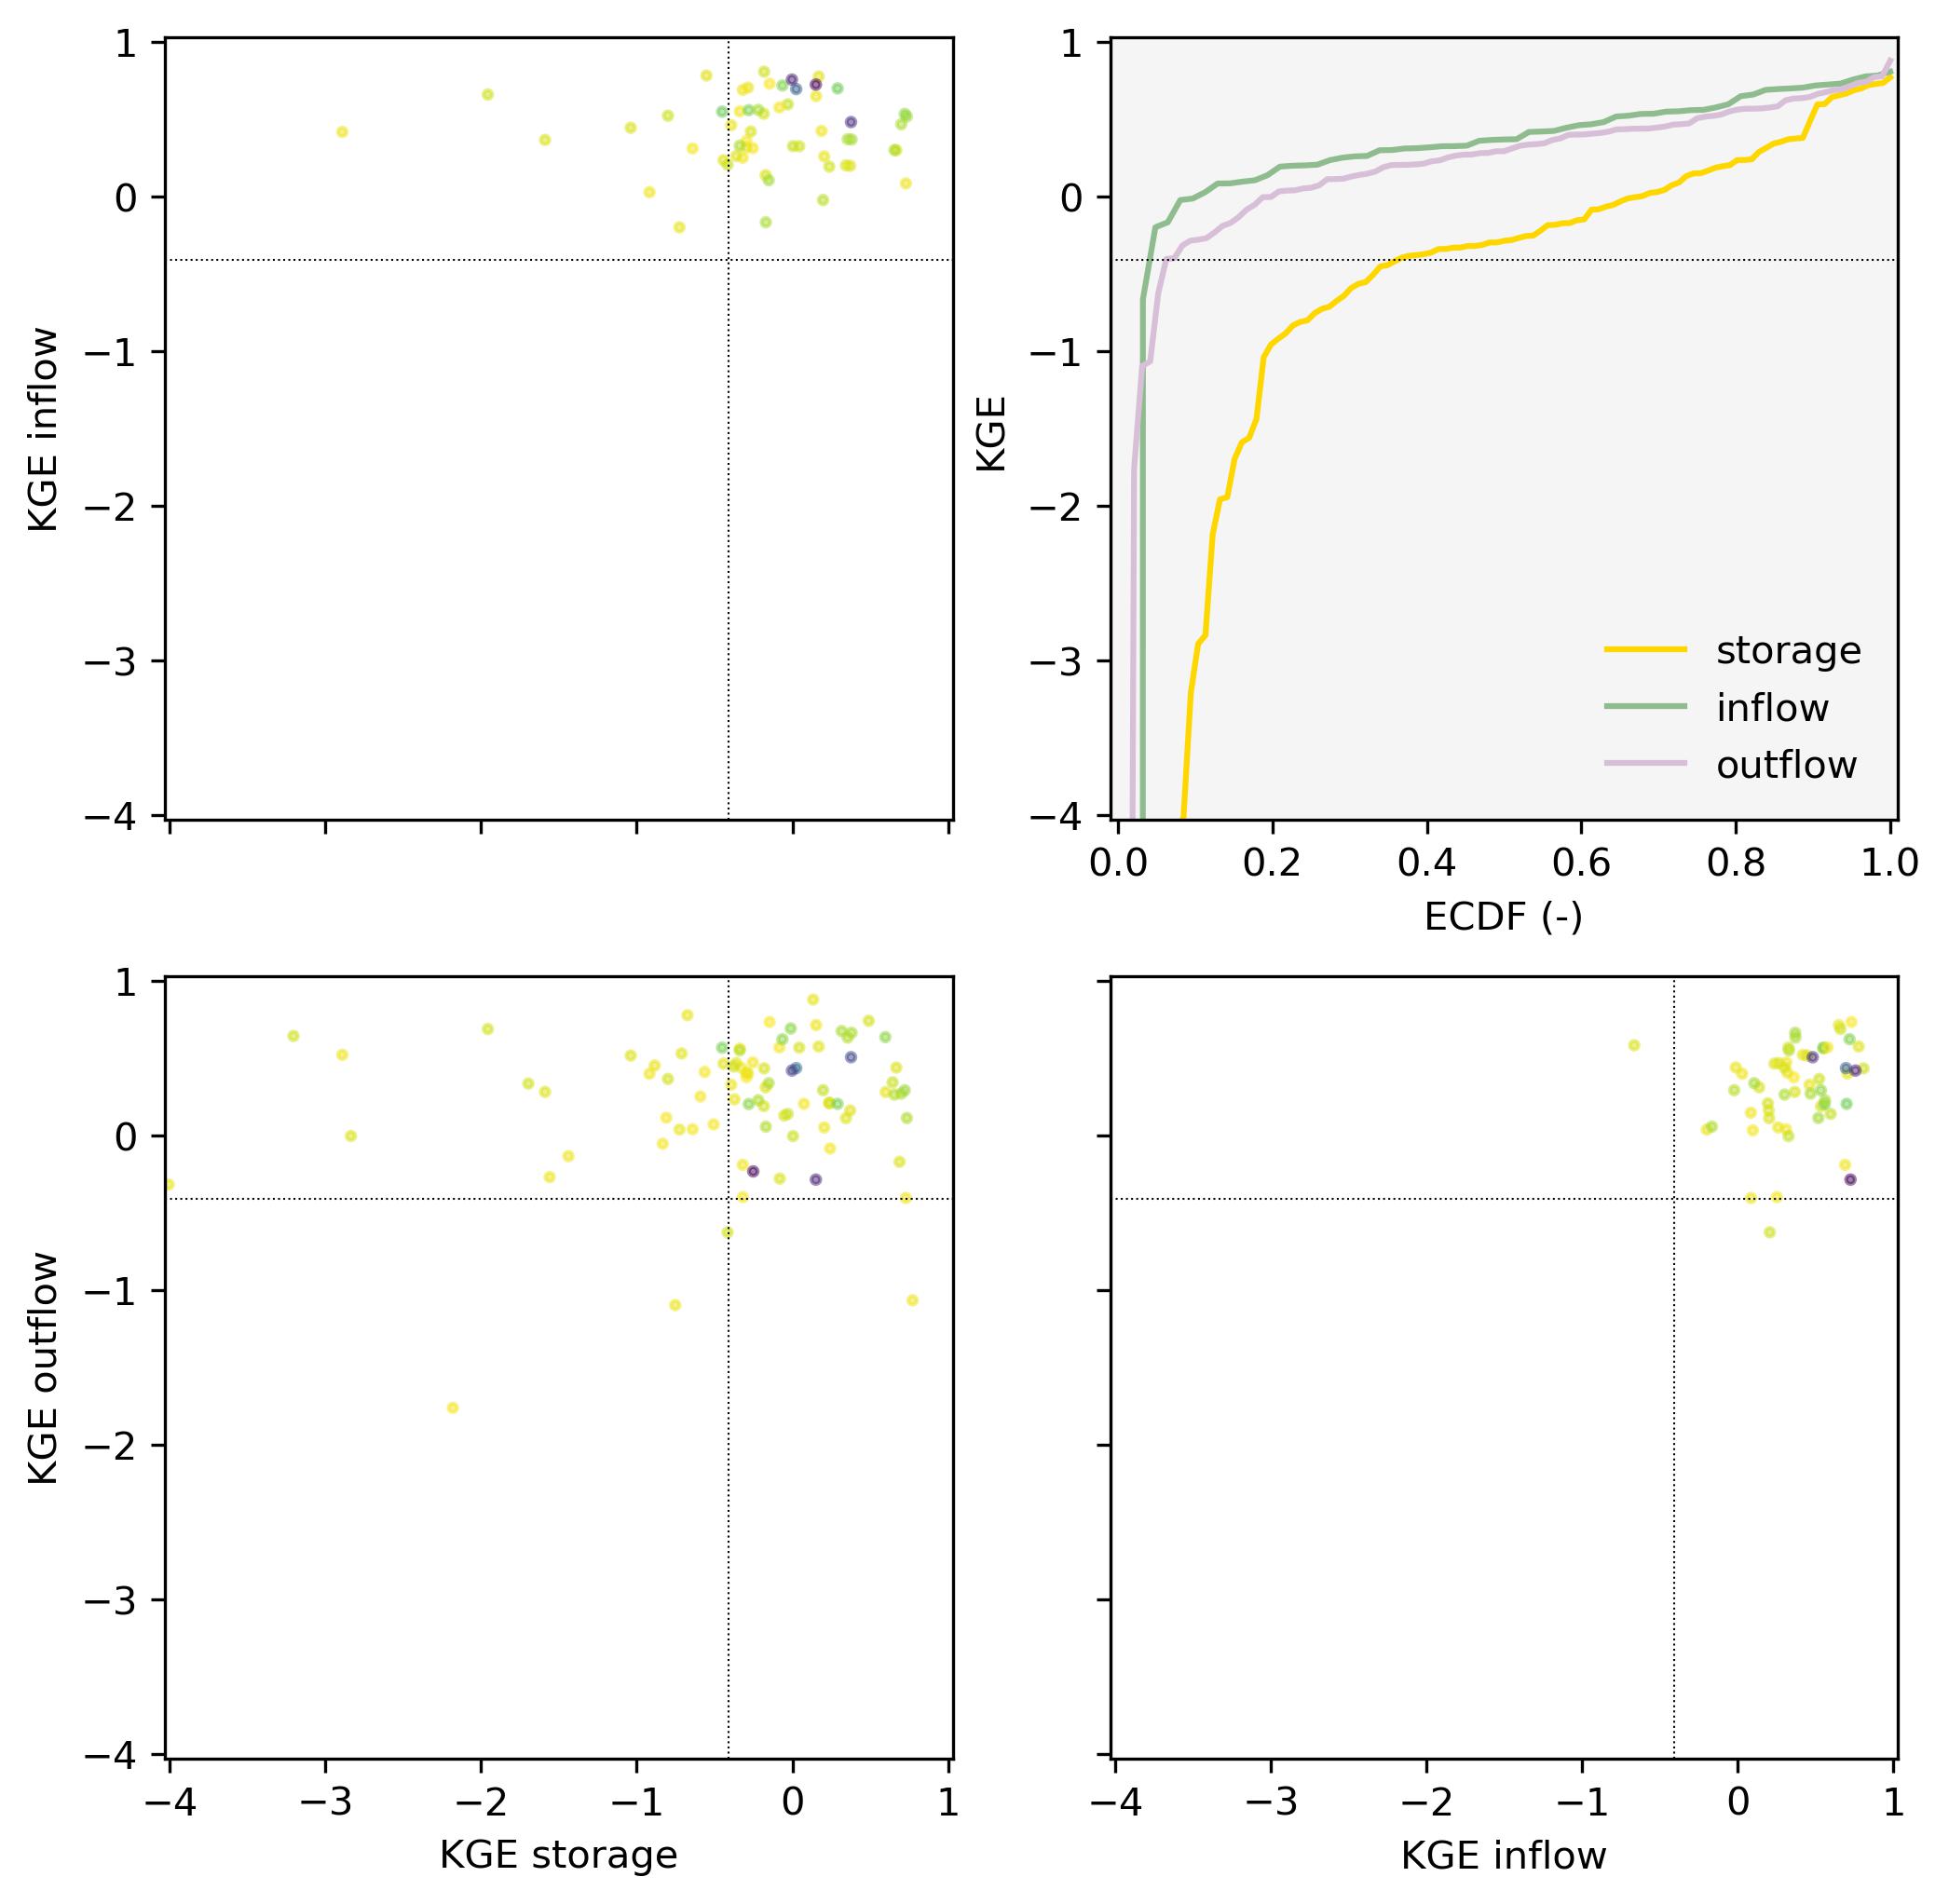 1
0
−1
−2
−3
−4
KGE inflow
1
0
−1
−2
−3
−4
KGE
storage
inflow
outflow
0.0 0.2 0.4 0.6 0.8 1.0
ECDF (-)
1
0
−1
−2
−3
−4
KGE outflow
−4 −3 −2 −1 0 1
KGE storage
−4 −3 −2 −1 0 1
KGE inflow